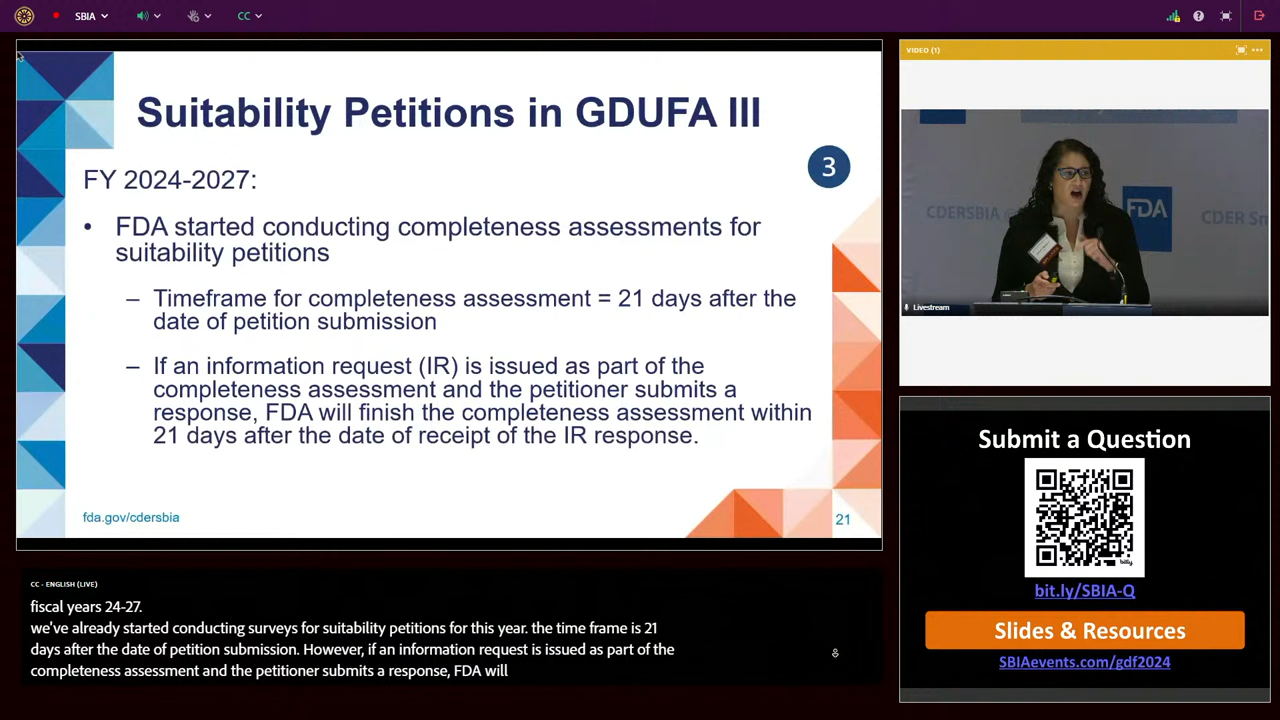 SBIA
CC
Suitability Petitions in GDUFA III
3
FY 2024-2027:
• FDA started conducting completeness assessments for
suitability petitions
– Timeframe for completeness assessment = 21 days after the
date of petition submission
– If an information request (IR) is issued as part of the
completeness assessment and the petitioner submits a
response, FDA will finish the completeness assessment within
21 days after the date of receipt of the IR response.
fda.gov/cdersbia
21
CC - ENGLISH (LIVE)
fiscal years 24-27.
we've already started conducting surveys for suitability petitions for this year. the time frame is 21
days after the date of petition submission. However, if an information request is issued as part of the
completeness assessment and the petitioner submits a response, FDA will
VIDEO (1)
CDERSBIA
FDA
CDER Sm
Livestream
Submit a Question
bitly
bit.ly/SBIA-Q
Slides & Resources
SBIAevents.com/gdf2024